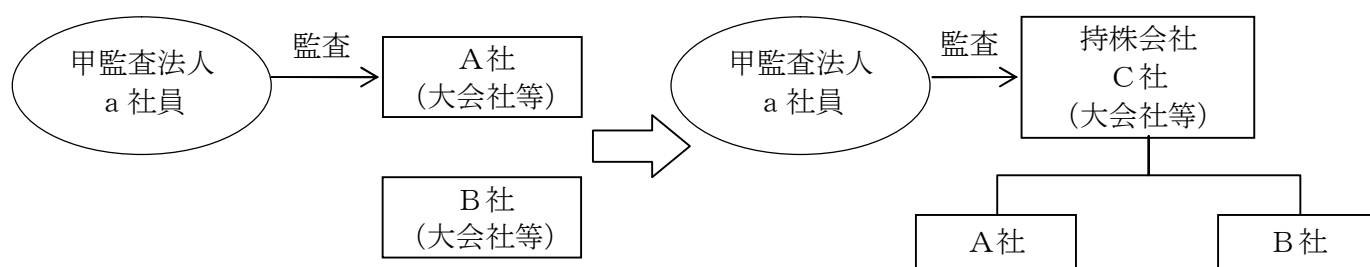 甲監査法人
a 社員
監査
A社
（大会社等）
B社
（大会社等）
甲監査法人
a 社員
監査
持株会社
C社
（大会社等）
A社
B社